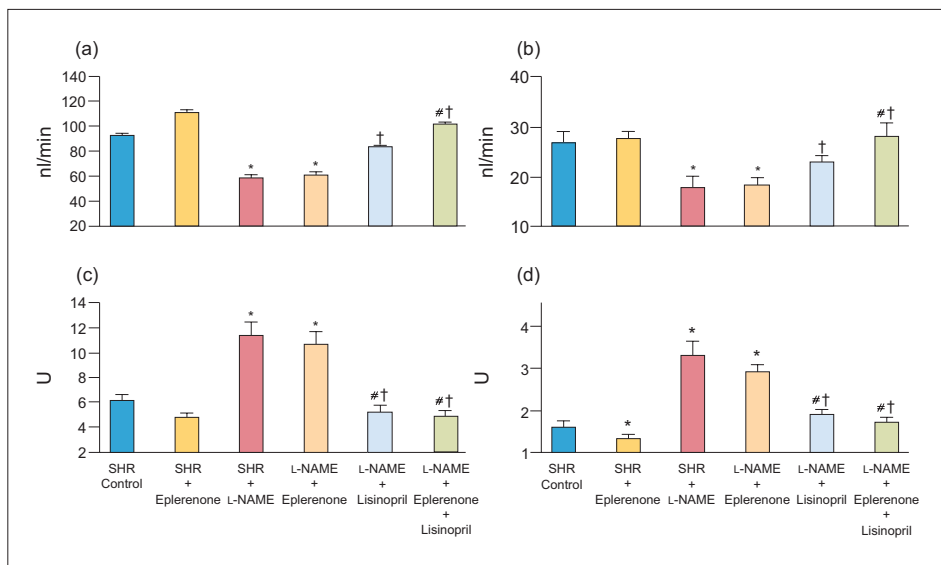 (a)
nl/min
140
120
100
80
60
40
20
*
*
†
#†
(b)
nl/min
40
30
20
10
*
*
†
#†
(c)
U
14
12
10
8
6
4
2
*
*
#†
#†
SHR
Control
SHR
+
Eplerenone
SHR
+
L-NAME
L-NAME
+
Eplerenone
L-NAME
+
Lisinopril
L-NAME
+
Eplerenone
+
Lisinopril
(d)
U
4
3
2
1
*
*
*
#†
#†
SHR
Control
SHR
+
Eplerenone
SHR
+
L-NAME
L-NAME
+
Eplerenone
L-NAME
+
Lisinopril
L-NAME
+
Eplerenone
+
Lisinopril